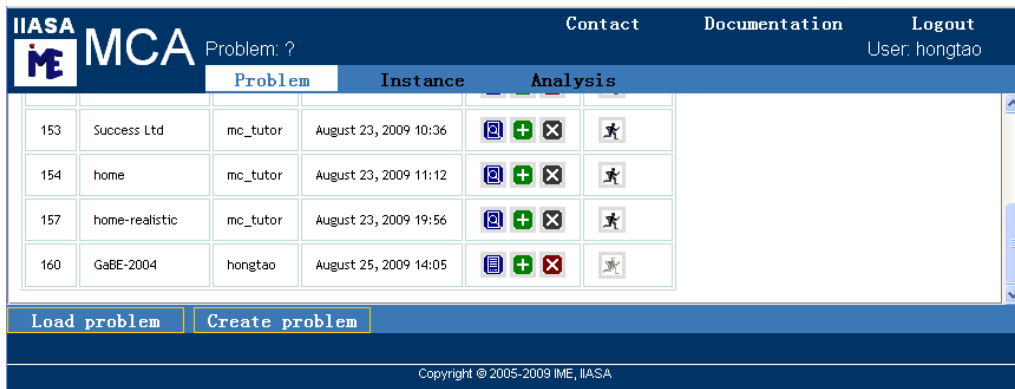 IIASA
IME
MCA
Problem: ?
Contact Documentation Logout
User: hongtao
Problem Instance Analysis
153 Success Ltd mc_tutor August 23, 2009 10:36
154 home mc_tutor August 23, 2009 11:12
157 home-realistic mc_tutor August 23, 2009 19:56
160 GaBE-2004 hongtao August 25, 2009 14:05
Load problem Create problem
Copyright © 2005-2009 IME, IIASA